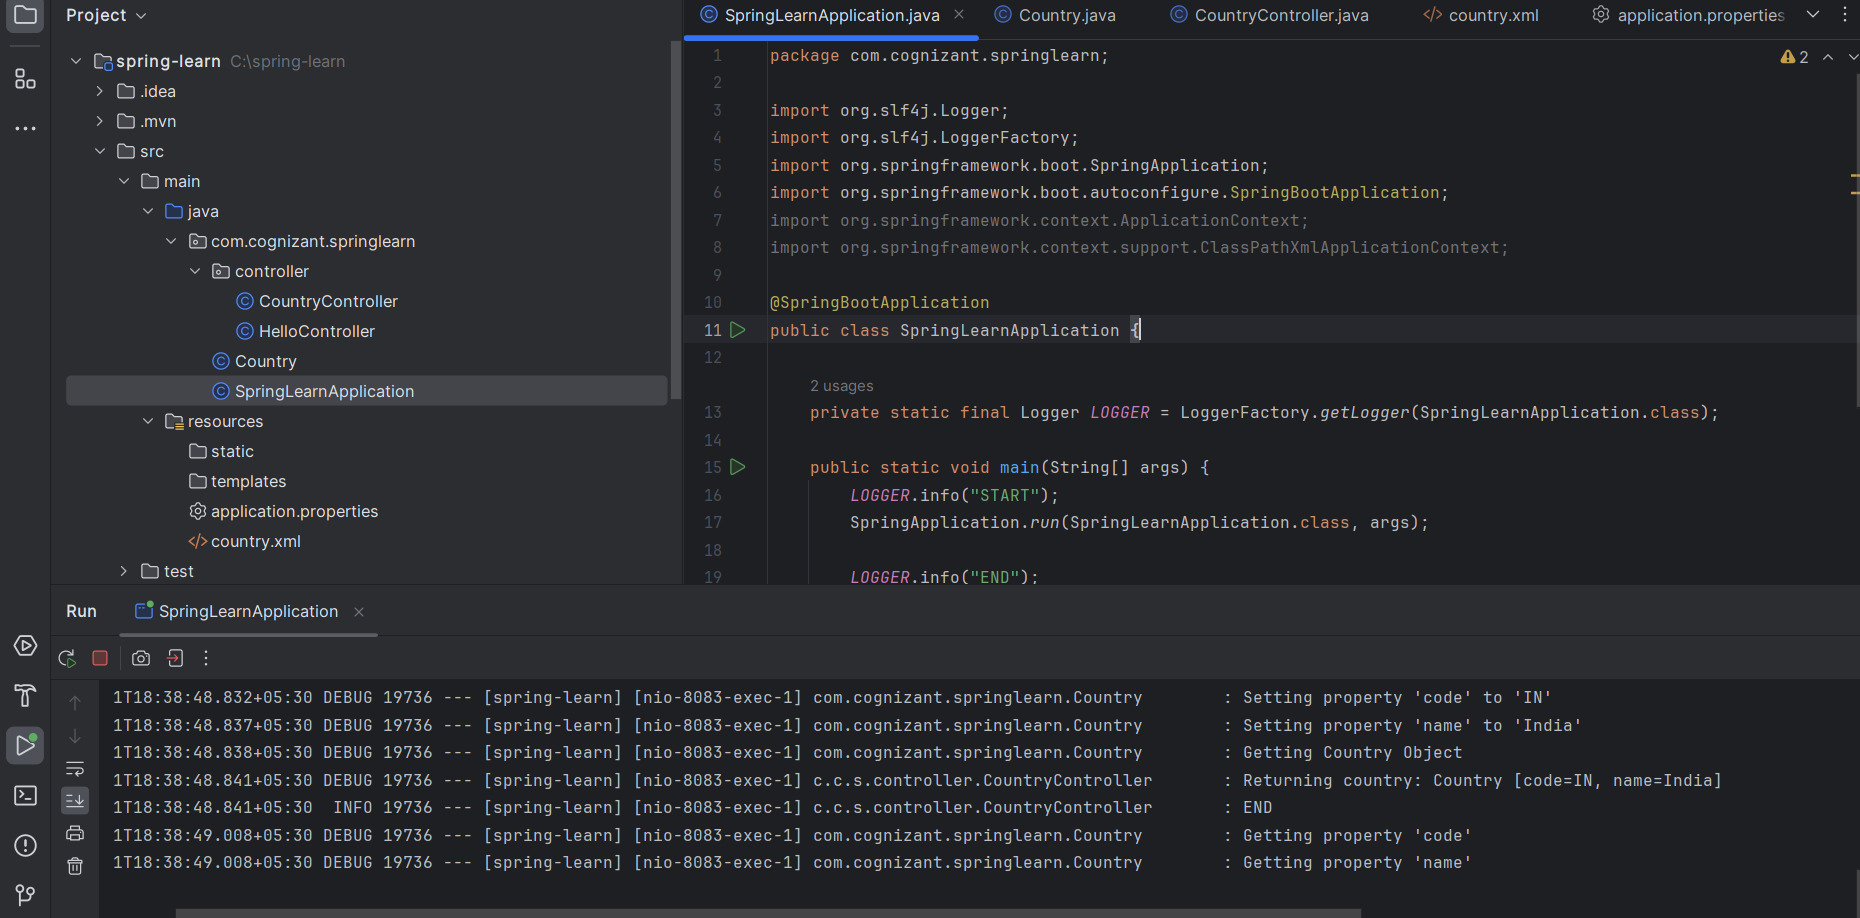 Project
spring-learn C:\spring-learn
.idea
.mvn
src
main
java
com.cognizant.springlearn
controller
CountryController
HelloController
Country
SpringLearnApplication
resources
static
templates
application.properties
country.xml
test
SpringLearnApplication.java
Country.java
CountryController.java
country.xml
application.properties
2
1 package com.cognizant.springlearn;
2
3 import org.slf4j.Logger;
4 import org.slf4j.LoggerFactory;
5 import org.springframework.boot.SpringApplication;
6 import org.springframework.boot.autoconfigure.SpringBootApplication;
7 import org.springframework.context.ApplicationContext;
8 import org.springframework.context.support.ClassPathXmlApplicationContext;
9
10 @SpringBootApplication
11 public class SpringLearnApplication {
12
2 usages
13 private static final Logger LOGGER = LoggerFactory.getLogger(SpringLearnApplication.class);
14
15 public static void main(String[] args) {
16 LOGGER.info("START");
17 SpringApplication.run(SpringLearnApplication.class, args);
18
19 LOGGER.info("END");
Run SpringLearnApplication
1T18:38:48.832+05:30 DEBUG 19736 --- [spring-learn] [nio-8083-exec-1] com.cognizant.springlearn.Country : Setting property 'code' to 'IN'
1T18:38:48.837+05:30 DEBUG 19736 --- [spring-learn] [nio-8083-exec-1] com.cognizant.springlearn.Country : Setting property 'name' to 'India'
1T18:38:48.838+05:30 DEBUG 19736 --- [spring-learn] [nio-8083-exec-1] com.cognizant.springlearn.Country : Getting Country Object
1T18:38:48.841+05:30 DEBUG 19736 --- [spring-learn] [nio-8083-exec-1] c.c.s.controller.CountryController : Returning country: Country [code=IN, name=India]
1T18:38:48.841+05:30 INFO 19736 --- [spring-learn] [nio-8083-exec-1] c.c.s.controller.CountryController : END
1T18:38:49.008+05:30 DEBUG 19736 --- [spring-learn] [nio-8083-exec-1] com.cognizant.springlearn.Country : Getting property 'code'
1T18:38:49.008+05:30 DEBUG 19736 --- [spring-learn] [nio-8083-exec-1] com.cognizant.springlearn.Country : Getting property 'name'